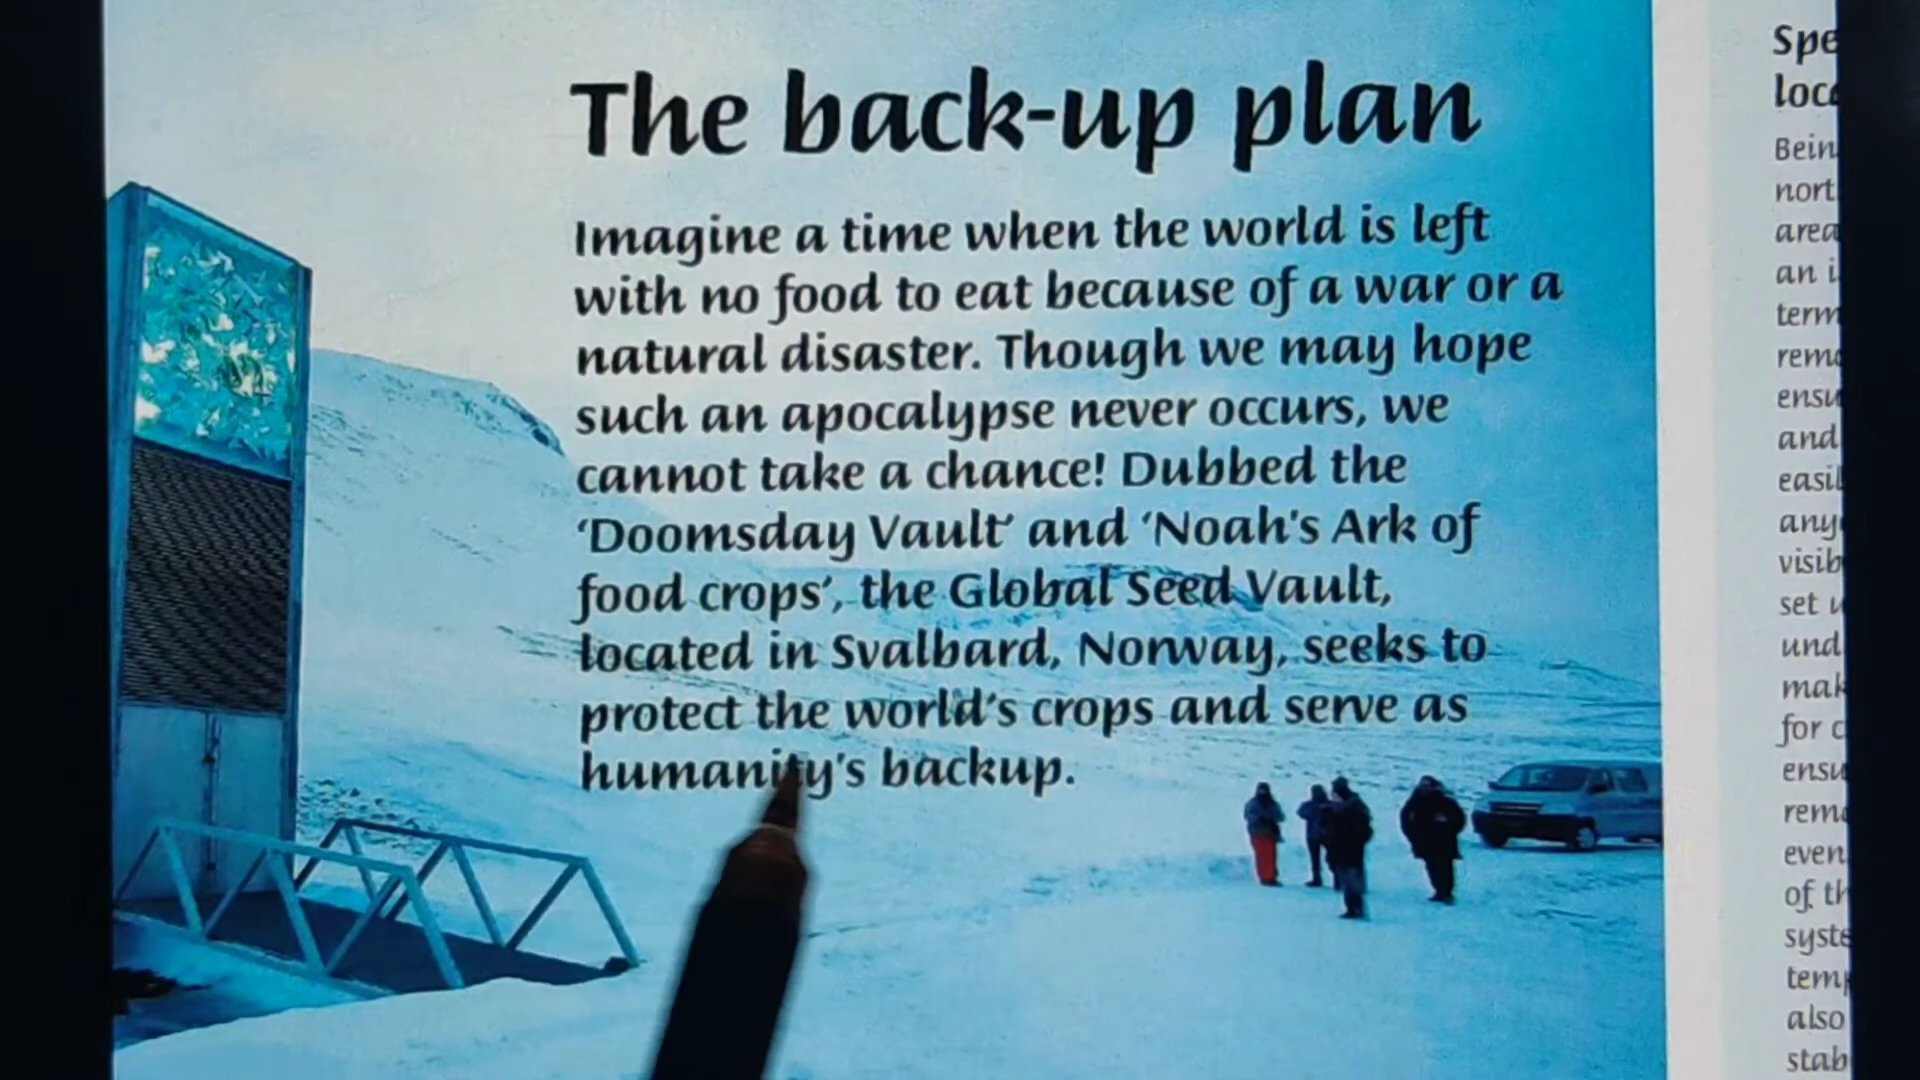 The back-up plan
Imagine a time when the world is left
with no food to eat because of a war or a
natural disaster. Though we may hope
such an apocalypse never occurs, we
cannot take a chance! Dubbed the
‘Doomsday Vault’ and ‘Noah's Ark of
food crops’, the Global Seed Vault,
located in Svalbard, Norway, seeks to
protect the world's crops and serve as
humanity's backup.
and
set
also